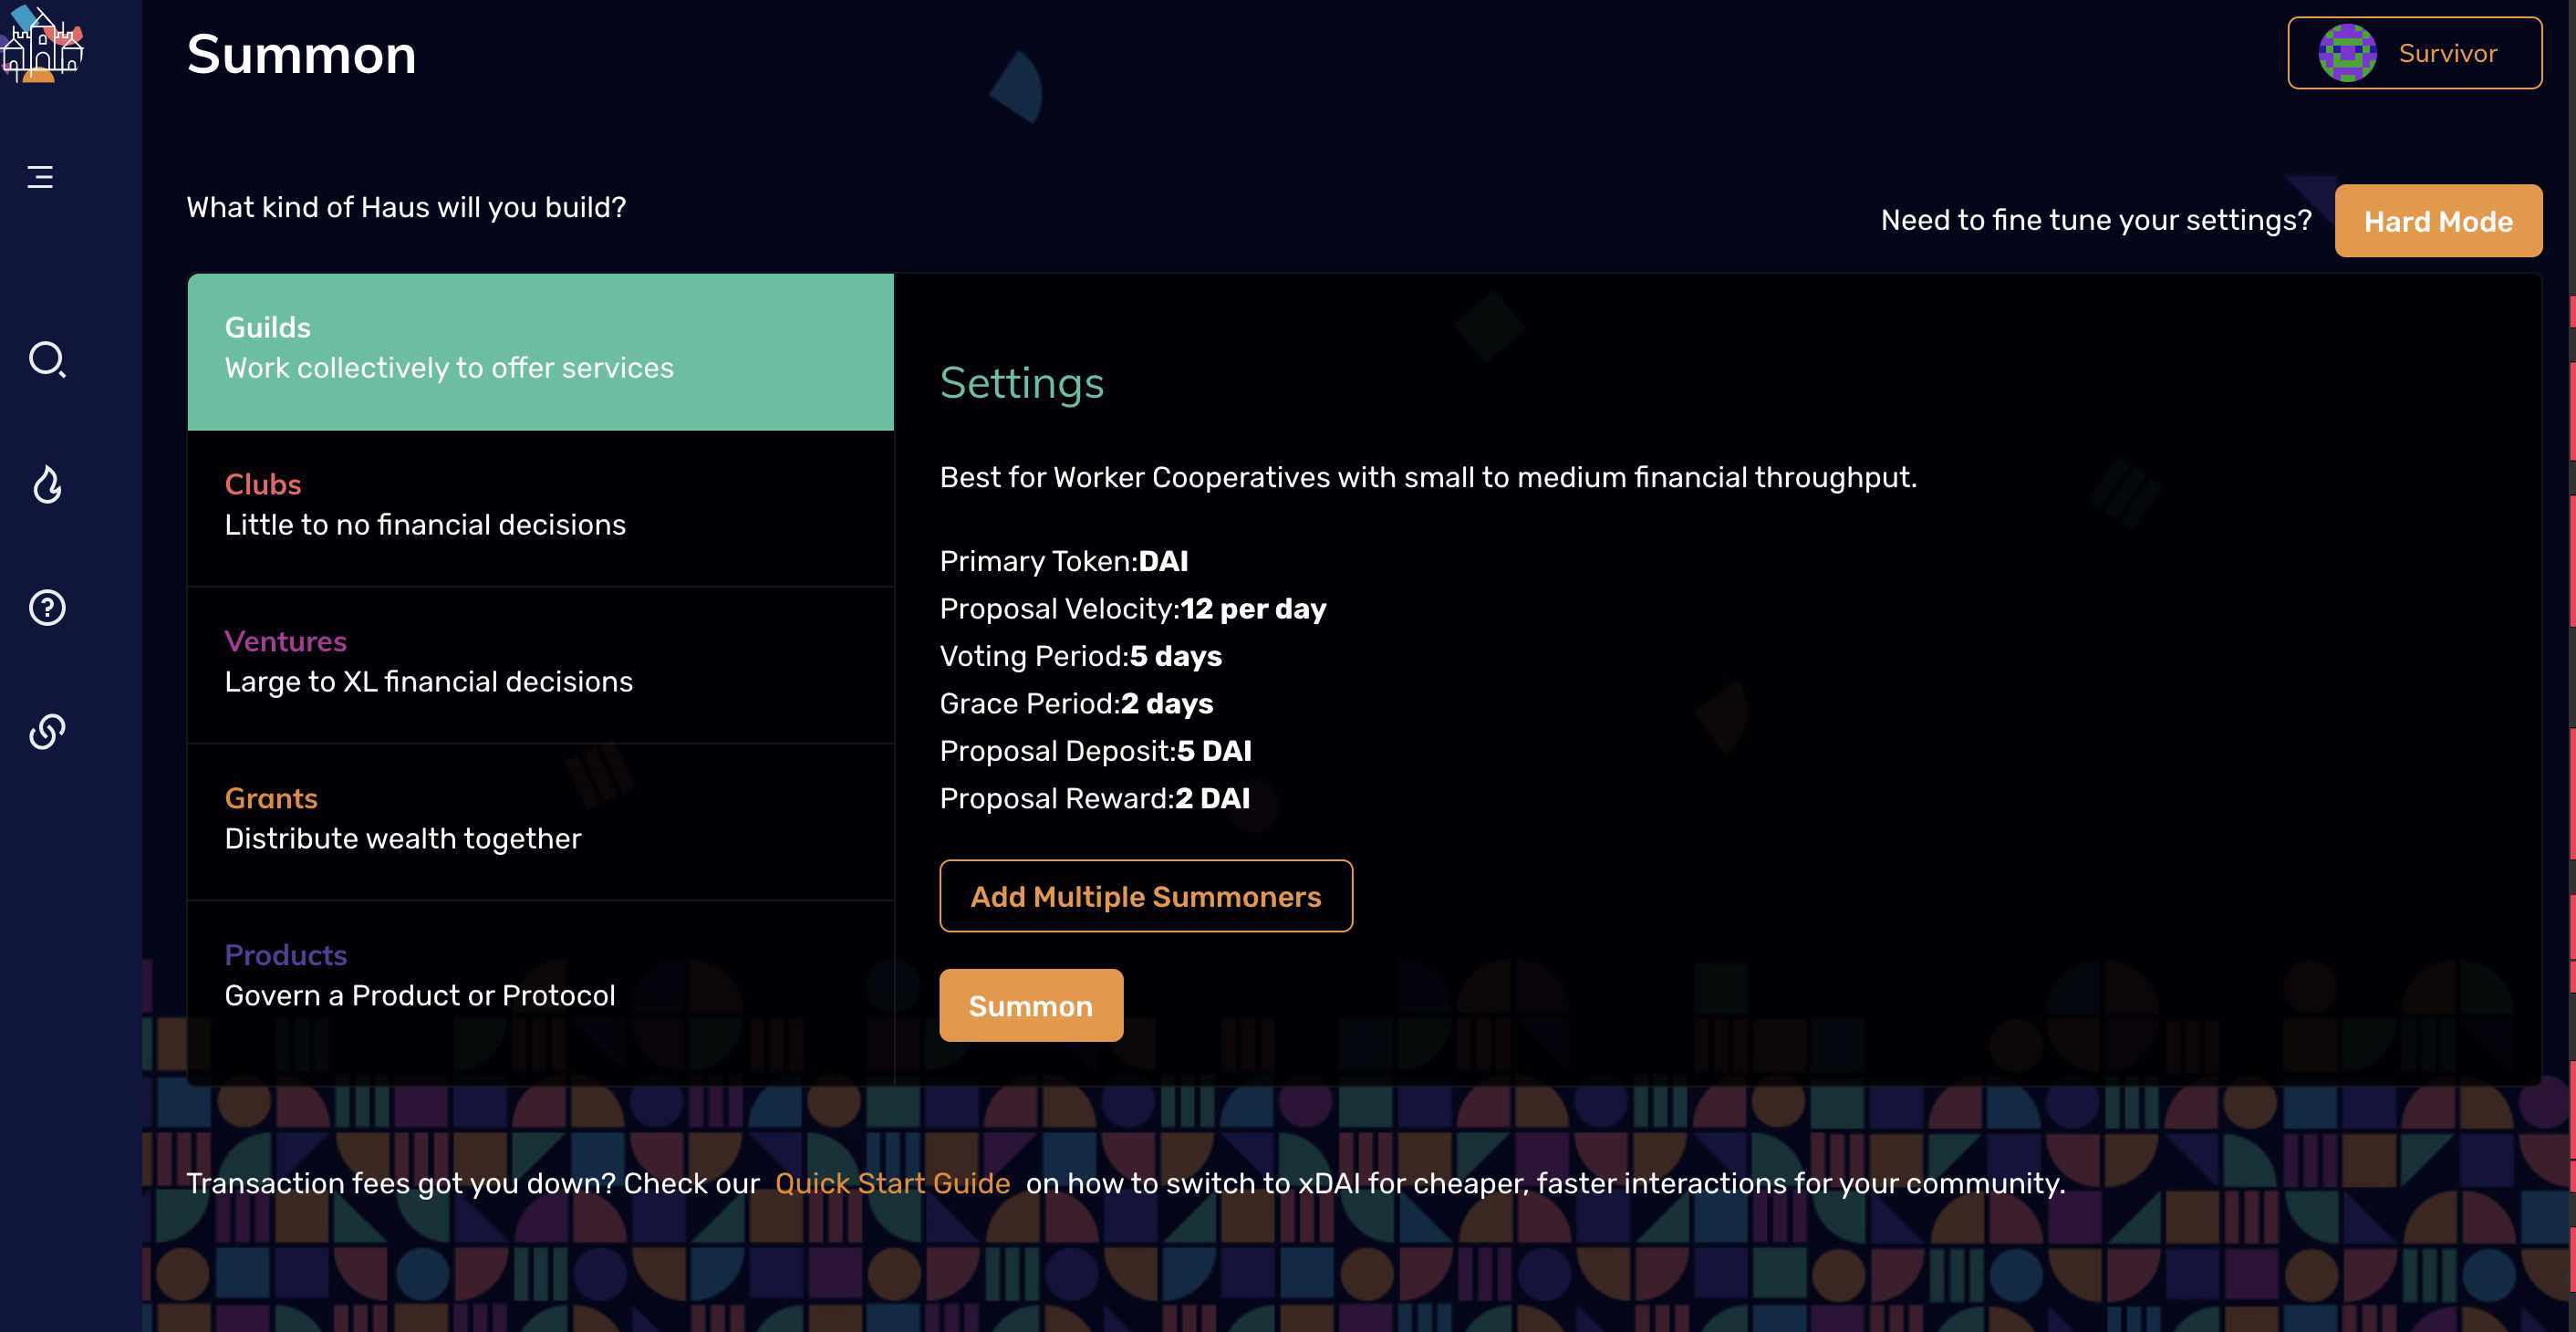 Summon
Survivor
What kind of Haus will you build?
Need to fine tune your settings?
Hard Mode
Guilds
Work collectively to offer services
Clubs
Little to no financial decisions
Ventures
Large to XL financial decisions
Grants
Distribute wealth together
Products
Govern a Product or Protocol
Settings
Best for Worker Cooperatives with small to medium financial throughput.
Primary Token:DAI
Proposal Velocity:12 per day
Voting Period:5 days
Grace Period:2 days
Proposal Deposit:5 DAI
Proposal Reward:2 DAI
Add Multiple Summoners
Summon
Transaction fees got you down? Check our Quick Start Guide on how to switch to xDAI for cheaper, faster interactions for your community.